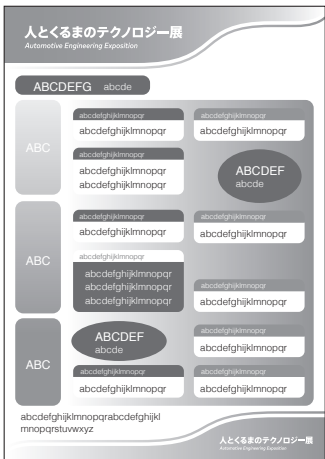 人とくるまのテクノロジー展
Automotive Engineering Exposition
ABCDEFG abcde
ABC
abcdefghijklmnopqr
abcdefghijklmnopqr
abcdefghijklmnopqr
abcdefghijklmnopqr
abcdefghijklmnopqr
abcdefghijklmnopqr
abcdefghijklmnopqr
ABCDEF
abcde
ABC
abcdefghijklmnopqr
abcdefghijklmnopqr
abcdefghijklmnopqr
abcdefghijklmnopqr
abcdefghijklmnopqr
abcdefghijklmnopqr
abcdefghijklmnopqr
abcdefghijklmnopqr
abcdefghijklmnopqr
abcdefghijklmnopqr
ABC
ABCDEF
abcde
abcdefghijklmnopqr
abcdefghijklmnopqr
abcdefghijklmnopqr
abcdefghijklmnopqr
abcdefghijklmnopqr
abcdefghijklmnopqr
abcdefghijklmnopqrabcdefghijkl
mnopqrstuvwxyz
人とくるまのテクノロジー展
Automotive Engineering Exposition